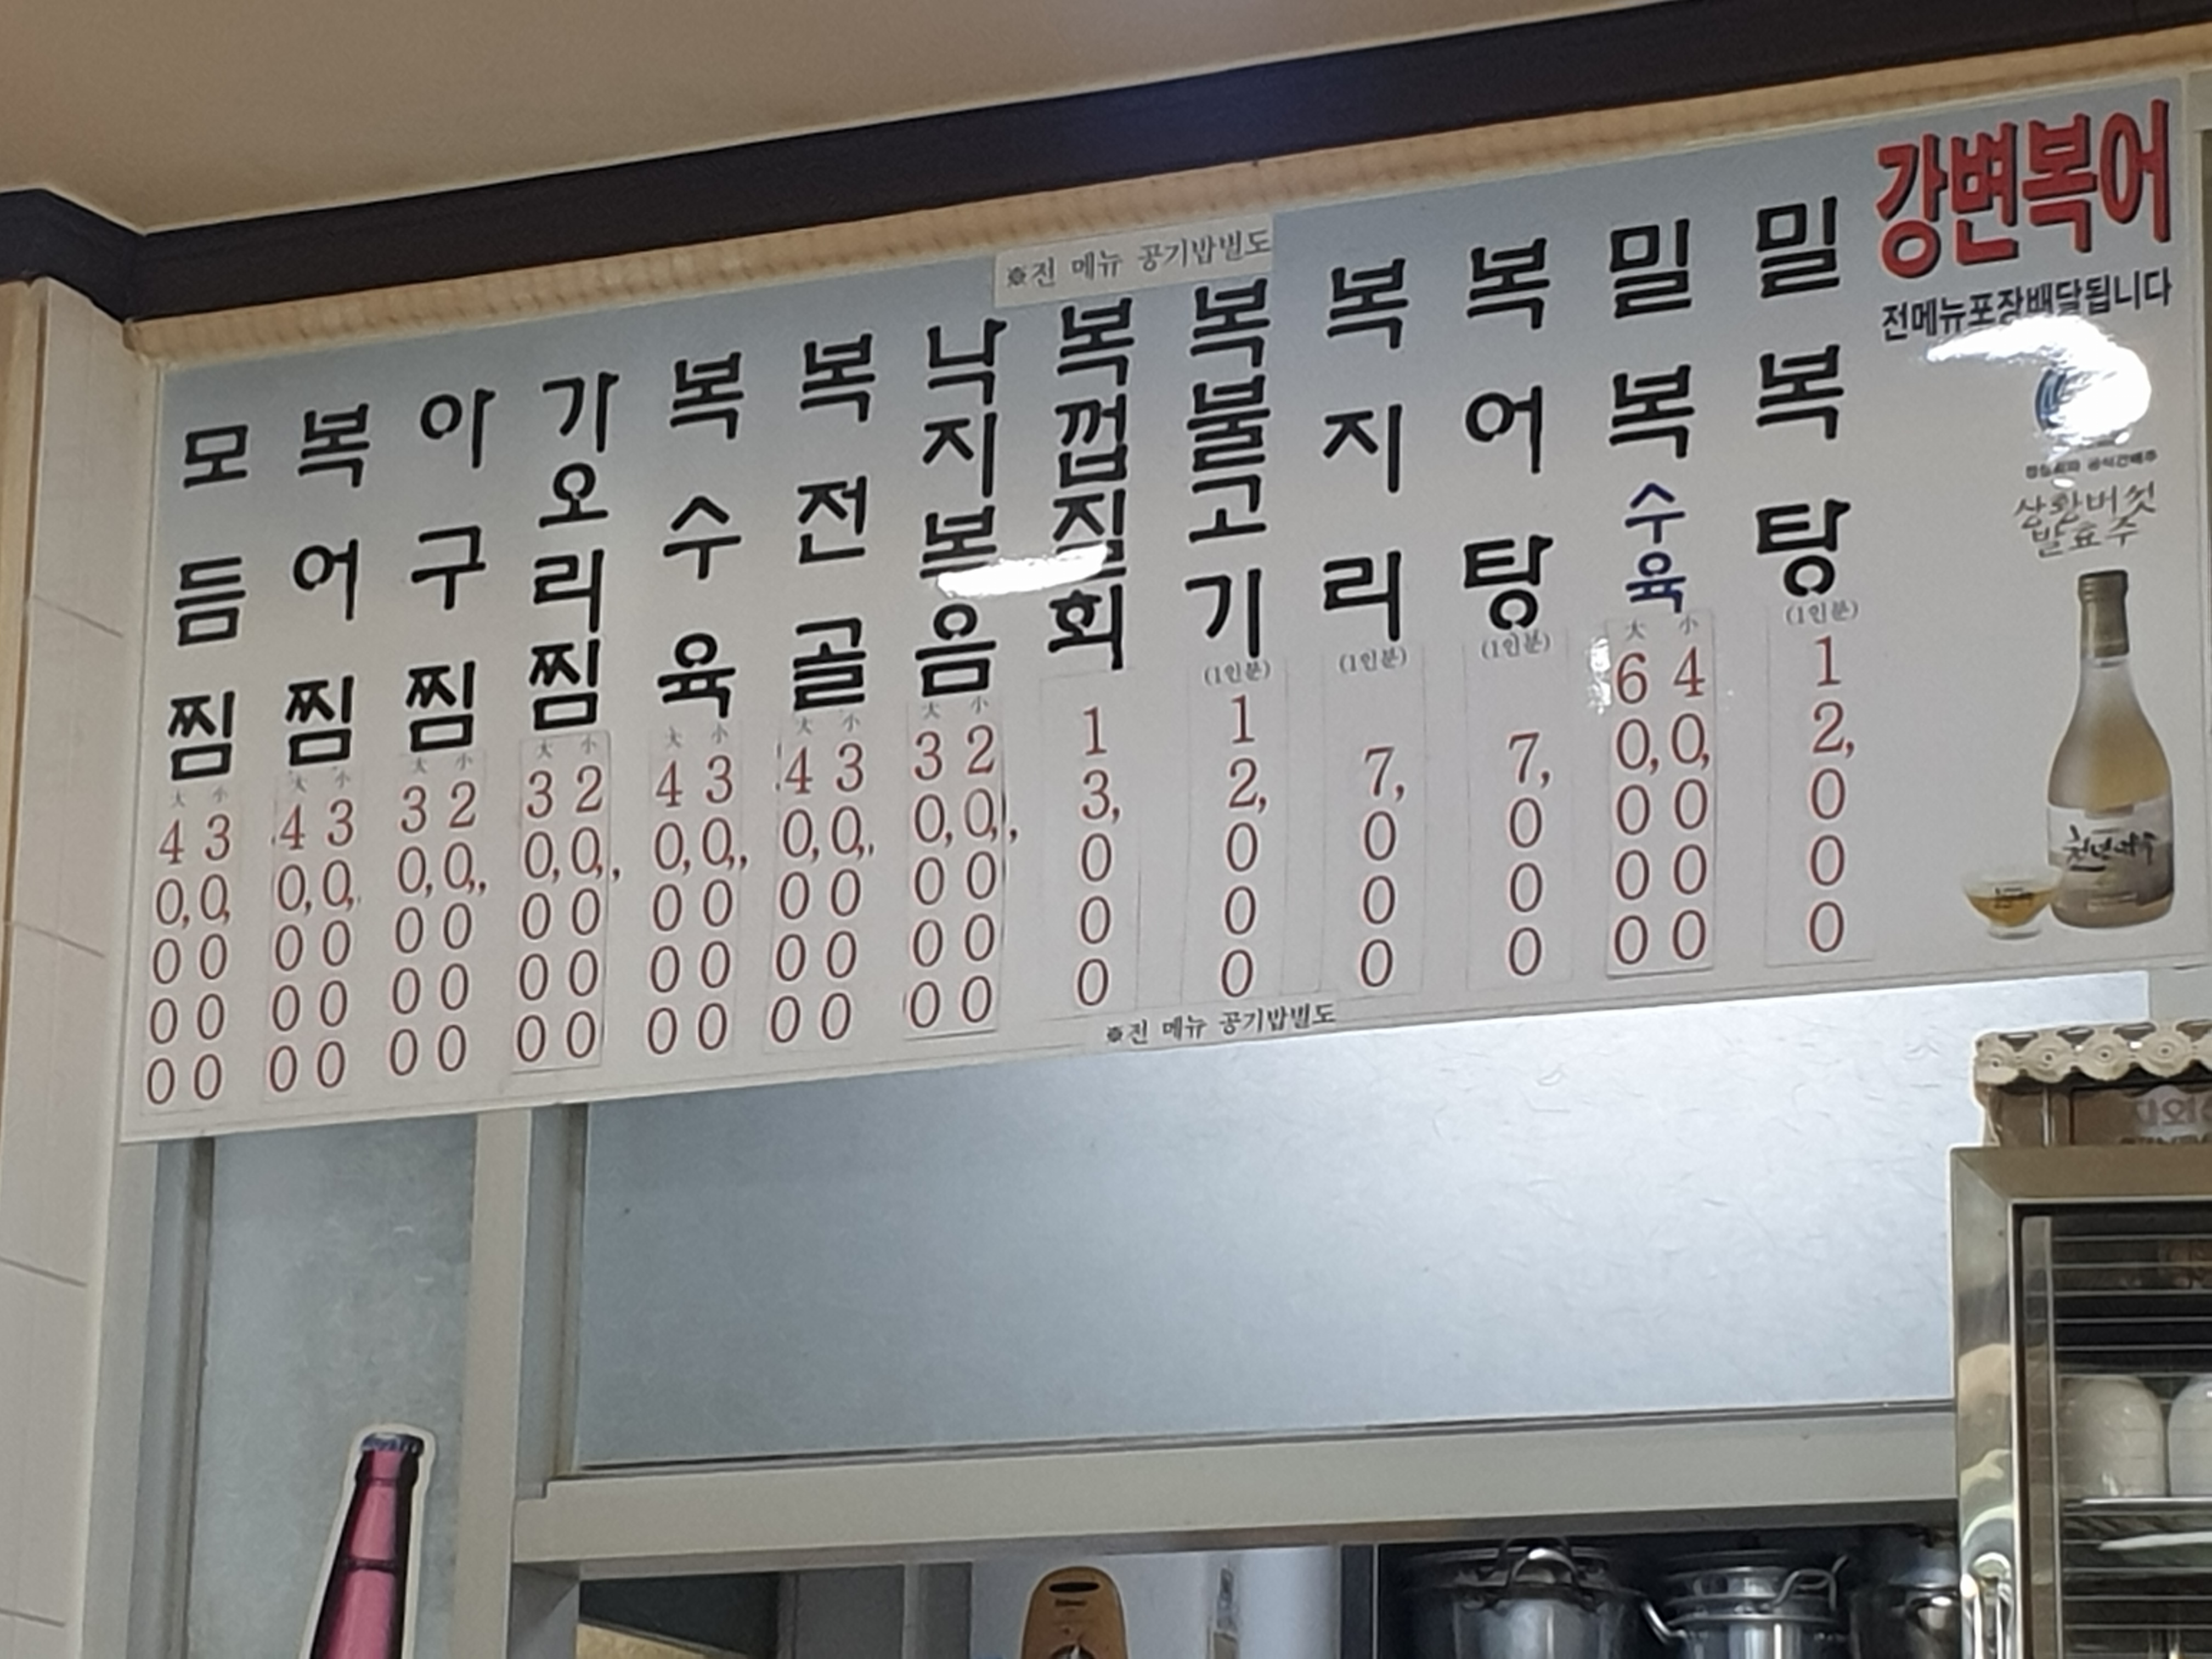 강변복어
전메뉴포장배달됩니다
상황버섯
발효주
※전 메뉴 공기밥별도
모듬찜 大 40,000 小 30,000
복어찜 大 40,000 小 30,000
아구찜 大 30,000 小 20,000
가오리찜 大 30,000 小 20,000
복수육 大 40,000 小 30,000
복전골 大 40,000 小 30,000
낙지볶음 大 30,000 小 20,000
복껍질회 13,000
복불고기 (1인분) 12,000
복지리 (1인분) 7,000
복어탕 (1인분) 7,000
밀복수육 大 60,000 小 40,000
밀복탕 (1인분) 12,000
※전 메뉴 공기밥별도